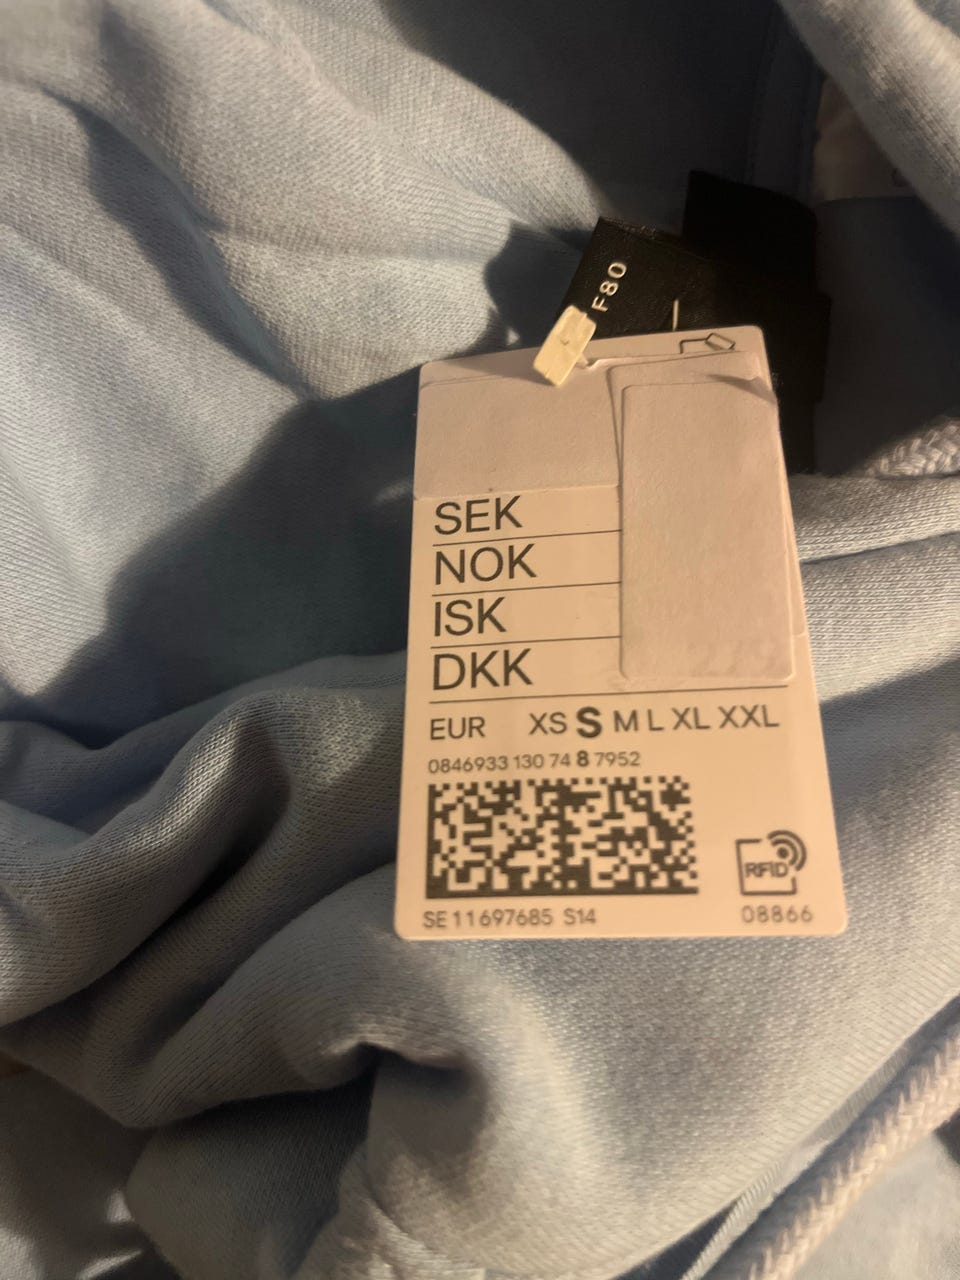 F80
SEK
NOK
ISK
DKK
EUR XS S M L XL XXL
0846933 130 74 8 7952
RFID
SE 11697685 S14
08866